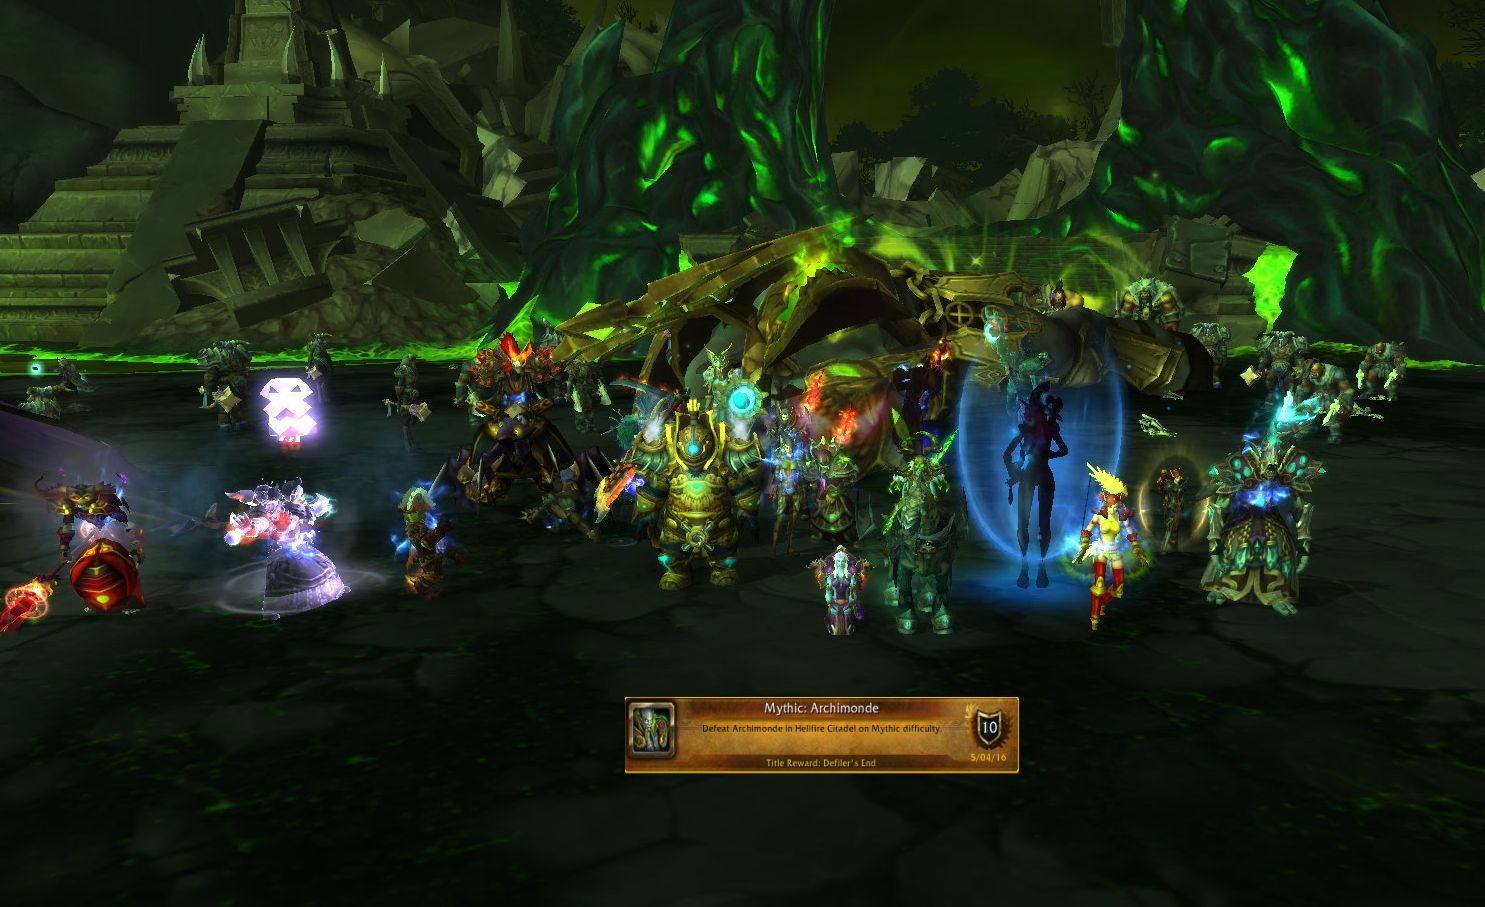 Mythic: Archimonde
Defeat Archimonde in Hellfire Citadel on Mythic difficulty.
10
5/04/16
Title Reward: Defiler's End